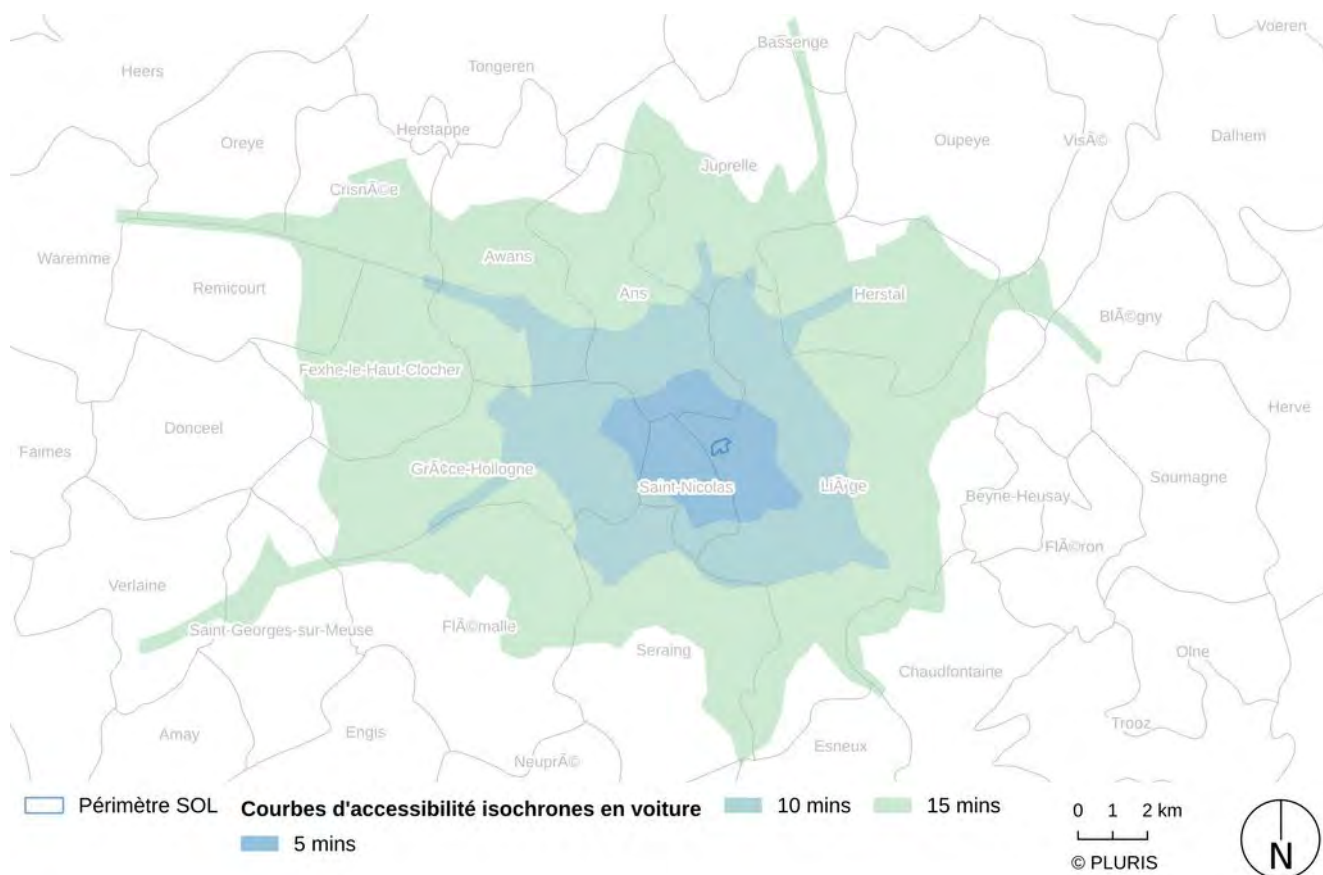 Voeren
Bassenge
Tongeren
Heers
Herstappe
Oreye
Oupeye
VisÃ©
Dalhem
Juprelle
CrisnÃ©e
Awans
Waremme
Remicourt
Ans
Herstal
BlÃ©gny
Fexhe-le-Haut-Clocher
Herve
Donceel
Faimes
GrÃ¢ce-Hollogne
Saint-Nicolas
LiÃ¨ge
Soumagne
Beyne-Heusay
FlÃ©ron
Verlaine
Saint-Georges-sur-Meuse
FlÃ©malle
Seraing
Chaudfontaine
Olne
Trooz
Amay
Engis
NeuprÃ©
Esneux
Périmètre SOL
Courbes d'accessibilité isochrones en voiture
5 mins
10 mins
15 mins
0 1 2 km
© PLURIS
N